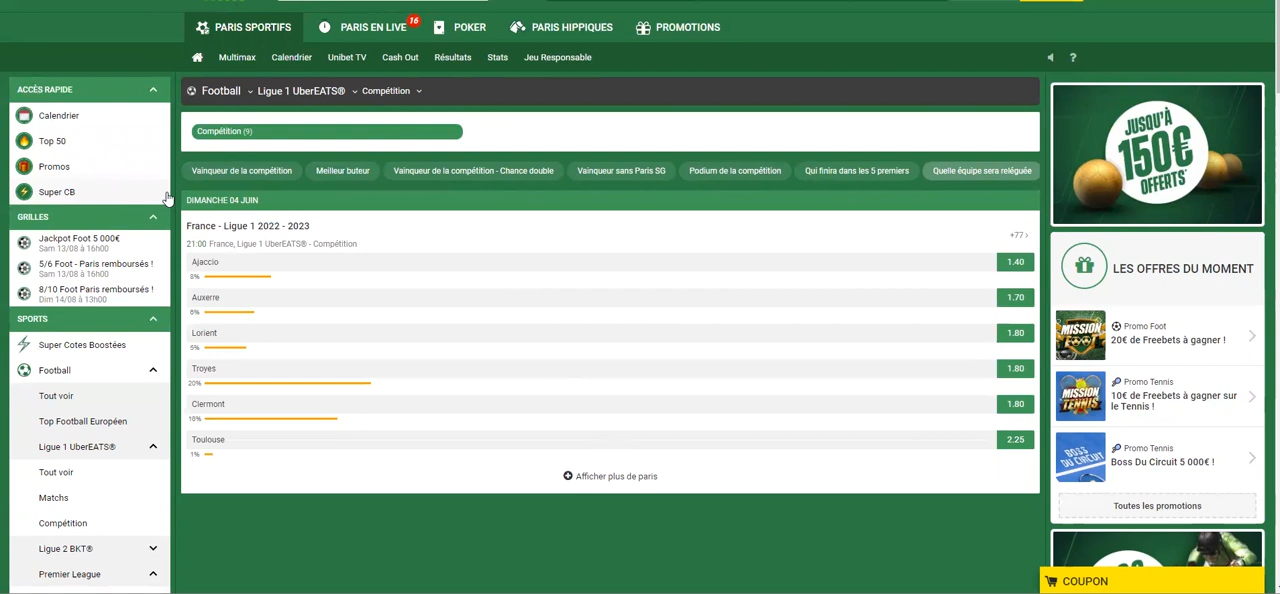 PARIS SPORTIFS
PARIS EN LIVE
16
POKER
PARIS HIPPIQUES
PROMOTIONS
Multimax
Calendrier
Unibet TV
Cash Out
Résultats
Stats
Jeu Responsable
?
ACCÈS RAPIDE
Calendrier
Top 50
Promos
Super CB
GRILLES
Jackpot Foot 5 000€
Sam 13/08 à 16h00
5/6 Foot - Paris remboursés !
Sam 13/08 à 16h00
8/10 Foot Paris remboursés !
Dim 14/08 à 13h00
SPORTS
Super Cotes Boostées
Football
Tout voir
Top Football Européen
Ligue 1 UberEATS®
Tout voir
Matchs
Compétition
Ligue 2 BKT®
Premier League
Football
Ligue 1 UberEATS®
Compétition
Compétition (9)
Vainqueur de la compétition
Meilleur buteur
Vainqueur de la compétition - Chance double
Vainqueur sans Paris SG
Podium de la compétition
Qui finira dans les 5 premiers
Quelle équipe sera reléguée
DIMANCHE 04 JUIN
France - Ligue 1 2022 - 2023
21:00 France, Ligue 1 UberEATS® - Compétition
+77
Ajaccio
1.40
8%
Auxerre
1.70
6%
Lorient
1.80
5%
Troyes
1.80
20%
Clermont
1.80
16%
Toulouse
2.25
1%
Afficher plus de paris
JUSQU'À
150€
OFFERTS
LES OFFRES DU MOMENT
MISSION
FOOT
Promo Foot
20€ de Freebets à gagner !
MISSION
TENNIS
Promo Tennis
10€ de Freebets à gagner sur
le Tennis !
BOSS
DU CIRCUIT
Promo Tennis
Boss Du Circuit 5 000€ !
Toutes les promotions
COUPON